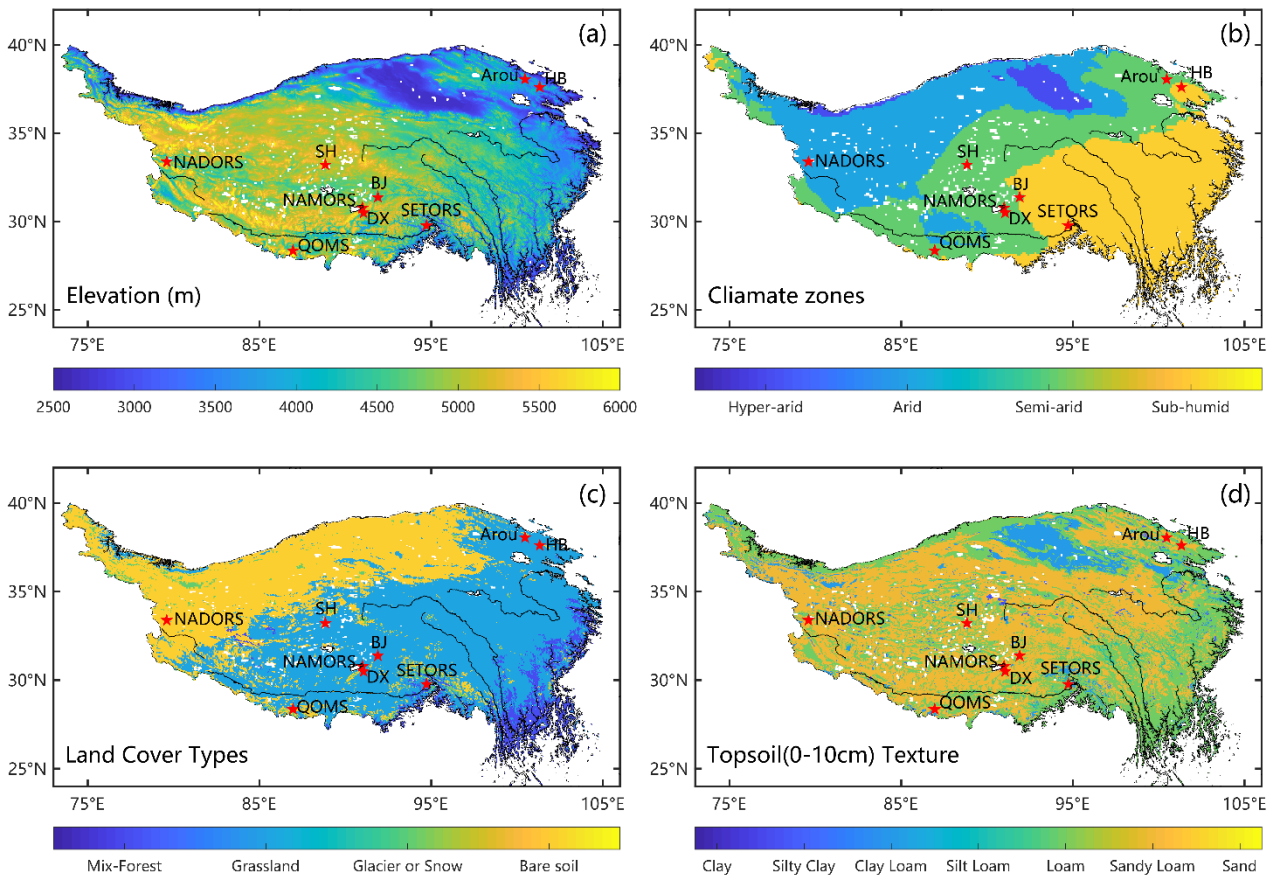 (a)
40°N
35°N
30°N
25°N
Arou
HB
NADORS
SH
BJ
NAMORS
DX
SETORS
QOMS
Elevation (m)
75°E 85°E 95°E 105°E
2500 3000 3500 4000 4500 5000 5500 6000
(b)
40°N
35°N
30°N
25°N
Arou
HB
NADORS
SH
BJ
NAMORS
DX
SETORS
QOMS
Cliamate zones
75°E 85°E 95°E 105°E
Hyper-arid Arid Semi-arid Sub-humid
(c)
40°N
35°N
30°N
25°N
Arou
HB
NADORS
SH
BJ
NAMORS
DX
SETORS
QOMS
Land Cover Types
75°E 85°E 95°E 105°E
Mix-Forest Grassland Glacier or Snow Bare soil
(d)
40°N
35°N
30°N
25°N
Arou
HB
NADORS
SH
BJ
NAMORS
DX
SETORS
QOMS
Topsoil(0-10cm) Texture
75°E 85°E 95°E 105°E
Clay Silty Clay Clay Loam Silt Loam Loam Sandy Loam Sand